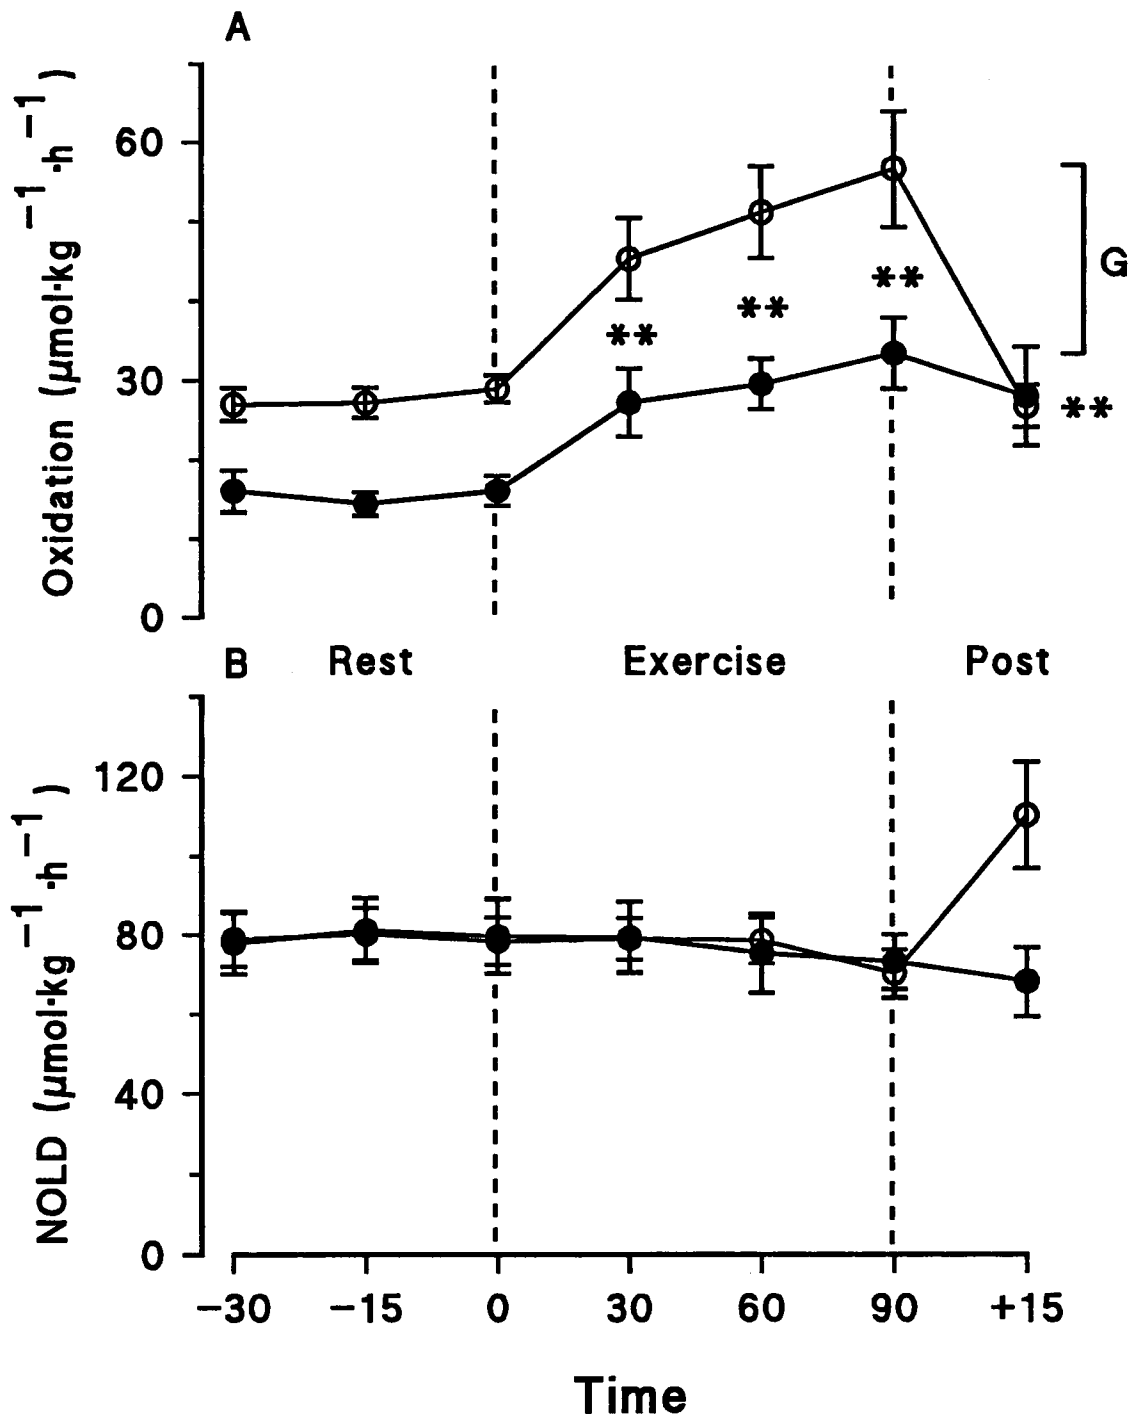 A
Oxidation (µmol·kg⁻¹·h⁻¹)
60
30
0
** ** **
**
G
B Rest Exercise Post
NOLD (µmol·kg⁻¹·h⁻¹)
120
80
40
0
−30 −15 0 30 60 90 +15
Time